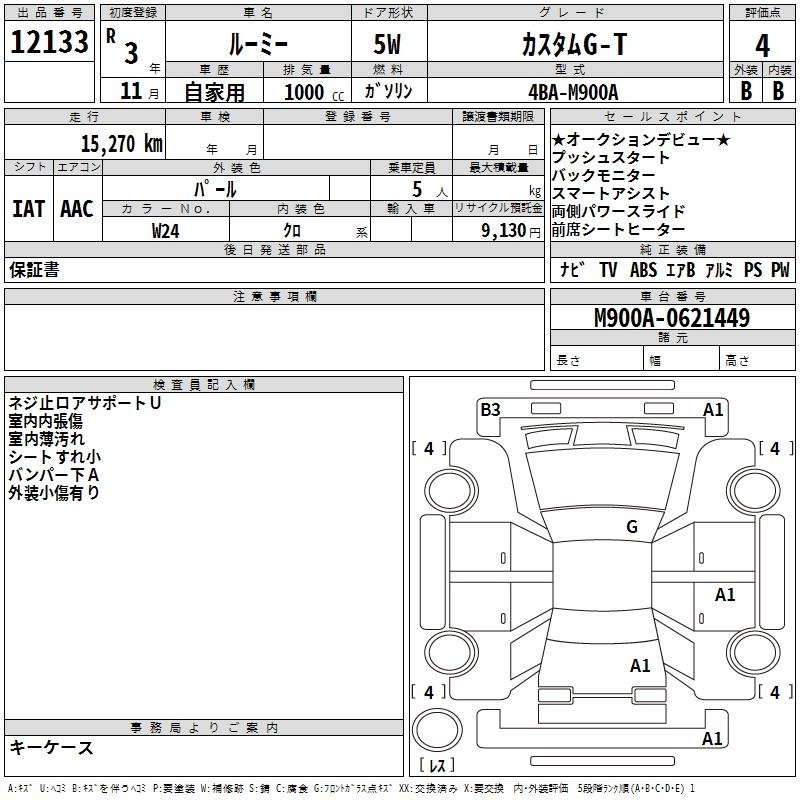 出品番号 初度登録 車名 ドア形状 グレード 評価点
12133 R 3 年 ルーミー 5W カスタムG-T 4
車歴 排気量 燃料 型式 外装 内装
11 月 自家用 1000 CC ｶﾞｿﾘﾝ 4BA-M900A B B
走行 車検 登録番号 譲渡書類期限 セールスポイント
15,270 km 年 月 月 日
★オークションデビュー★
プッシュスタート
バックモニター
スマートアシスト
両側パワースライド
前席シートヒーター
シフト エアコン 外装色 乗車定員 最大積載量
IAT AAC ﾊﾟｰﾙ 5 人 kg
カラーNo. 内装色 輸入車 リサイクル預託金
W24 ｸﾛ 系 9,130 円
後日発送部品 純正装備
保証書 ﾅﾋﾞ TV ABS ｴｱB ｱﾙﾐ PS PW
注意事項欄 車台番号
M900A-0621449
諸元
長さ 幅 高さ
検査員記入欄
ネジ止ロアサポートU
室内内張傷
室内薄汚れ
シートすれ小
バンパー下A
外装小傷有り
B3 A1
[ 4 ] [ 4 ]
G
A1
A1
[ 4 ] [ 4 ]
A1
[ ﾚｽ ]
事務局よりご案内
キーケース
A:ｷｽﾞ U:ﾍｺﾐ B:ｷｽﾞを伴うﾍｺﾐ P:要塗装 W:補修跡 S:錆 C:腐食 G:ﾌﾛﾝﾄｶﾞﾗｽ点ｷｽﾞ XX:交換済み X:要交換 内・外装評価 5段階ﾗﾝｸ順(A・B・C・D・E) 1